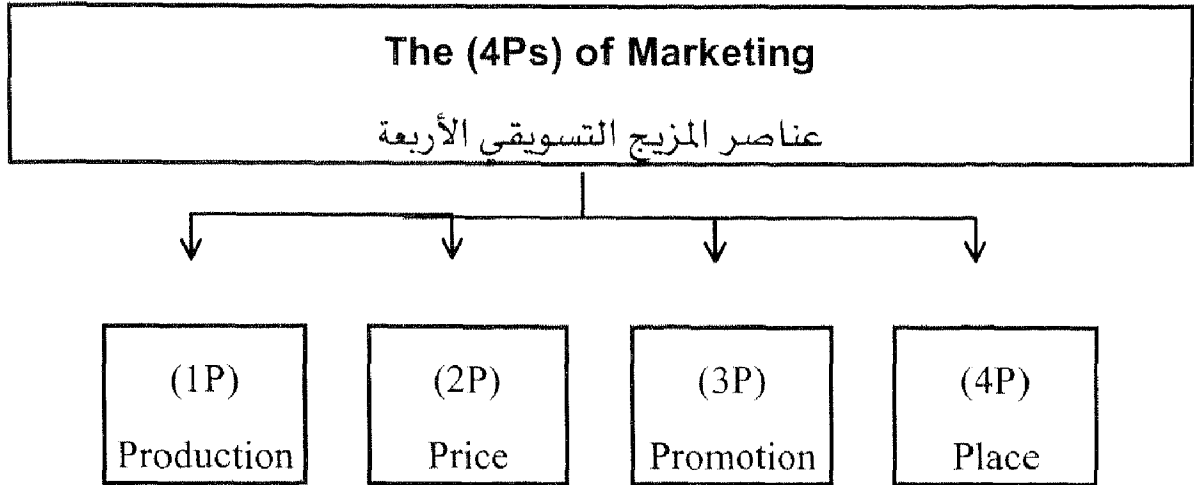 The (4Ps) of Marketing
عناصر المزيج التسويقي الأربعة
(1P)
Production
(2P)
Price
(3P)
Promotion
(4P)
Place